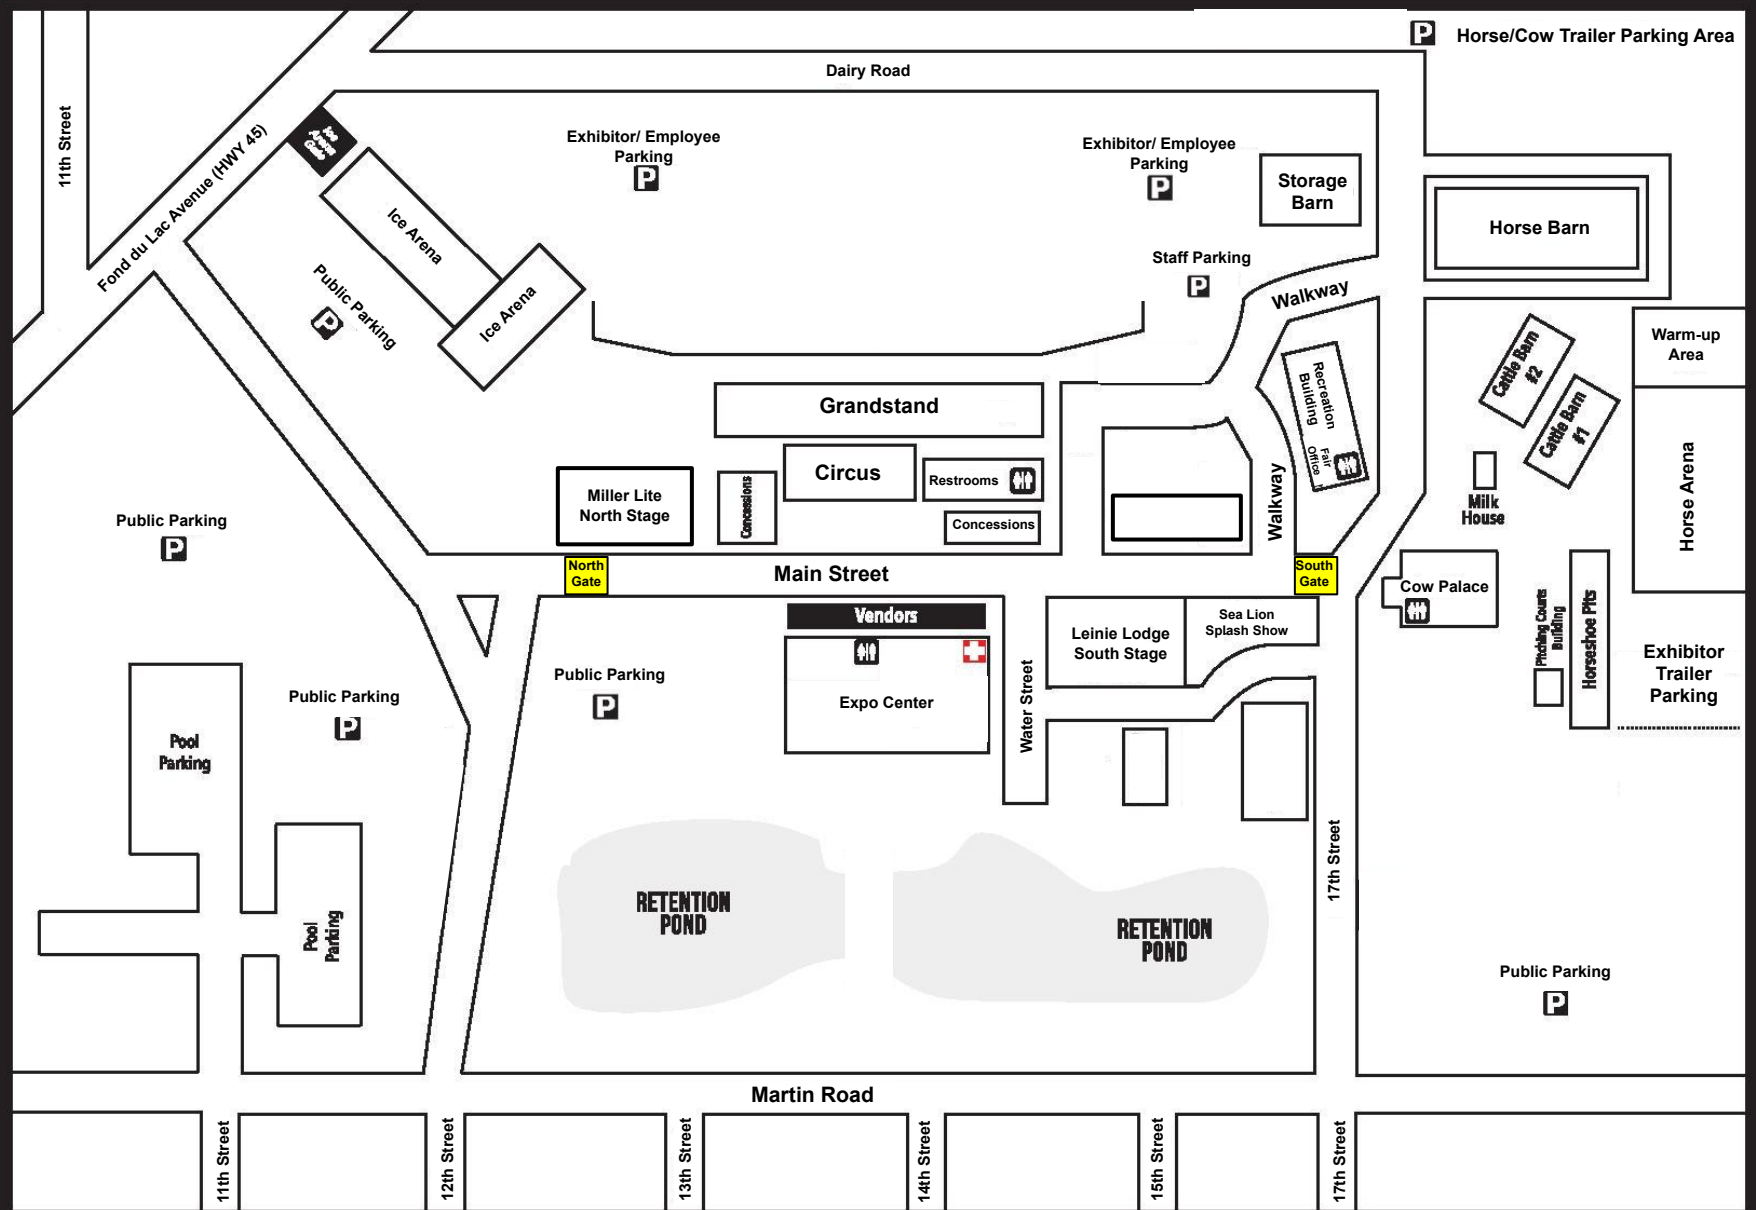 P Horse/Cow Trailer Parking Area
Dairy Road
11th Street
Fond du Lac Avenue (HWY 45)
Ice
Arena
Exhibitor/ Employee
Parking
P
Exhibitor/ Employee
Parking
P
Storage
Barn
Horse Barn
Ice Arena
Ice Arena
Public Parking
P
Staff Parking
P
Walkway
Warm-up
Area
Cattle Barn
#2
Cattle Barn
#1
Recreation
Building
Fair
Office
Grandstand
Circus
Restrooms
Concessions
Concessions
Miller Lite
North Stage
Walkway
Milk
House
Horse Arena
Public Parking
P
North
Gate
Main Street
South
Gate
Cow Palace
Vendors
Expo Center
Leinie Lodge
South Stage
Sea Lion
Splash Show
Pitching Courts
Building
Horseshoe Pits
Exhibitor
Trailer
Parking
Public Parking
P
Public Parking
P
Water Street
Pool
Parking
Pool
Parking
RETENTION
POND
RETENTION
POND
17th Street
Public Parking
P
Martin Road
11th Street
12th Street
13th Street
14th Street
15th Street
17th Street